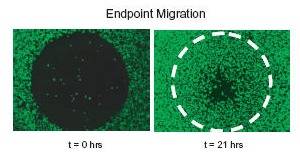 Endpoint Migration
t = 0 hrs
t = 21 hrs